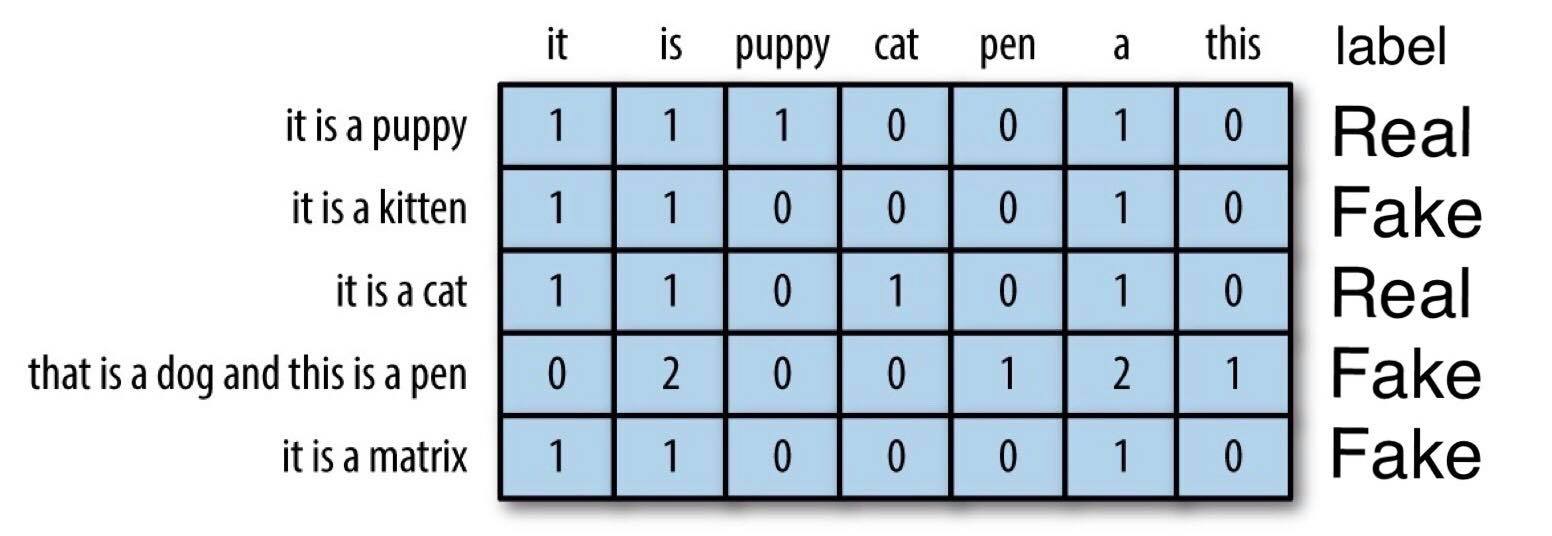 it is puppy cat pen a this label
it is a puppy 1 1 1 0 0 1 0 Real
it is a kitten 1 1 0 0 0 1 0 Fake
it is a cat 1 1 0 1 0 1 0 Real
that is a dog and this is a pen 0 2 0 0 1 2 1 Fake
it is a matrix 1 1 0 0 0 1 0 Fake